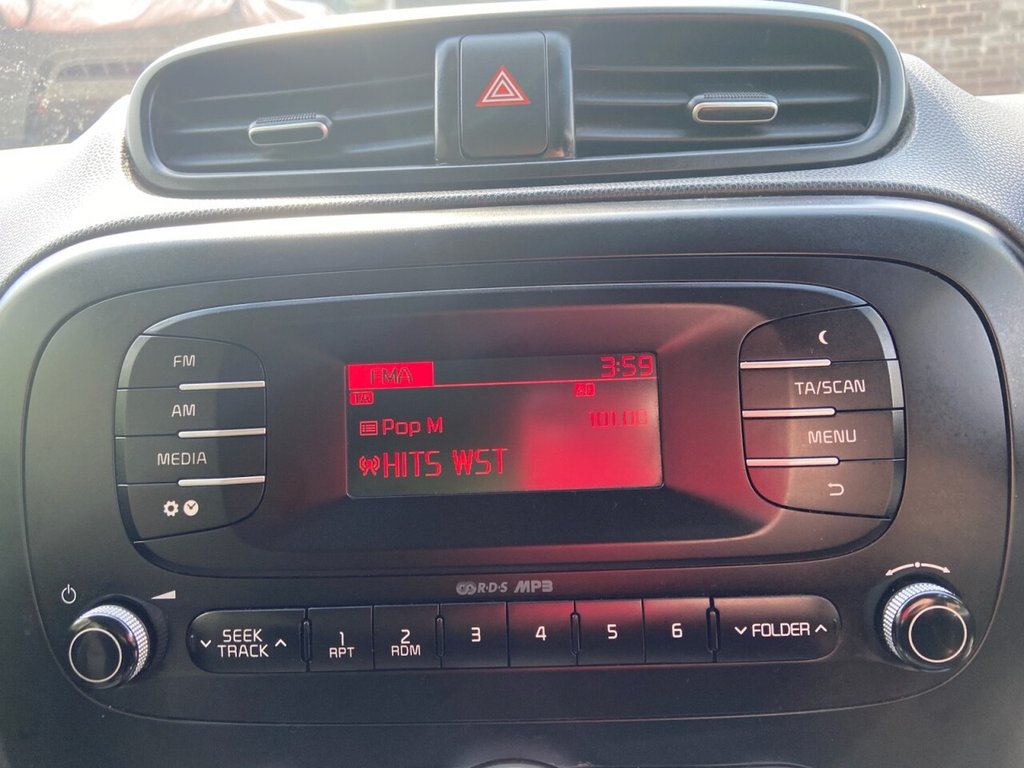 FMA 3:59
TA AF
Pop M 101.00
HITS WST
FM
AM
MEDIA
TA/SCAN
MENU
R·D·S MP3
SEEK
TRACK
1
RPT
2
RDM
3
4
5
6
FOLDER